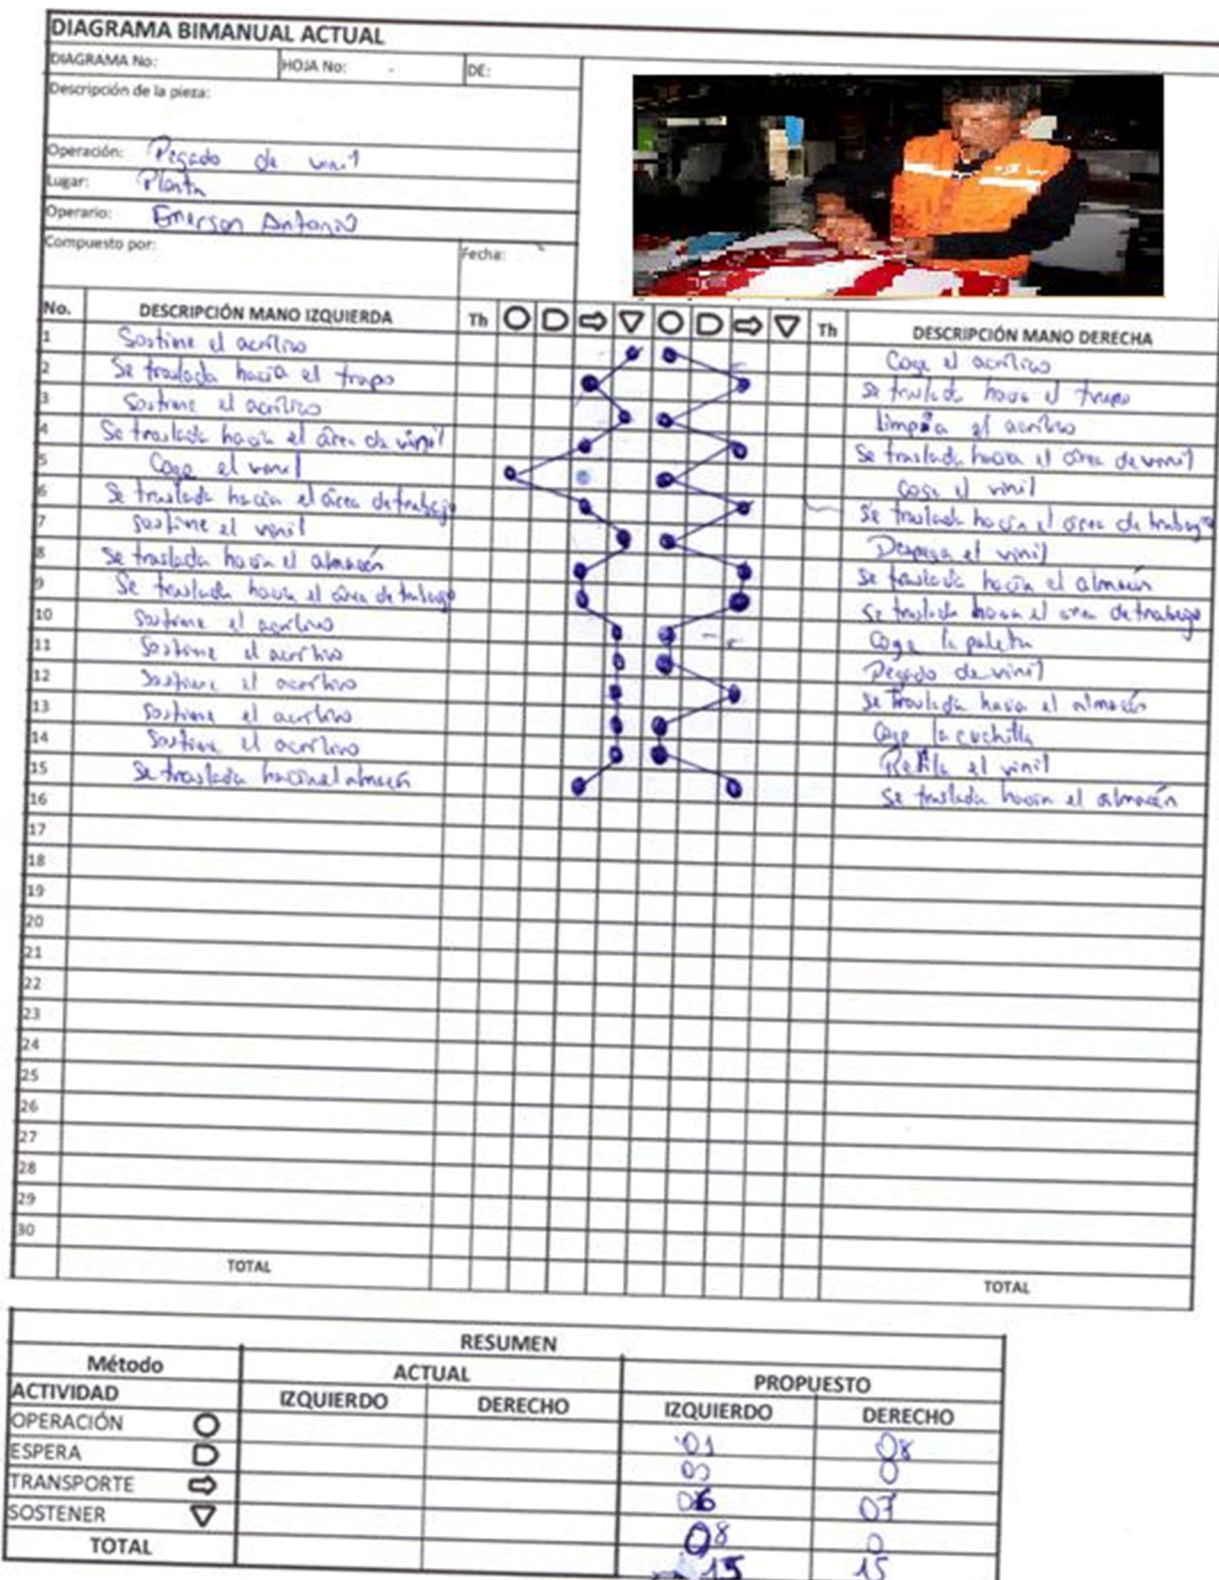 DIAGRAMA BIMANUAL ACTUAL
DIAGRAMA No: HOJA No: - DE:
Descripción de la pieza:
Operación: Pegado de vinil
Lugar: Planta
Operario: Emerson Antonio
Compuesto por: Fecha:
No. DESCRIPCIÓN MANO IZQUIERDA Th Th DESCRIPCIÓN MANO DERECHA
1 Sostiene el acrílico Coge el acrílico
2 Se traslada hacia el trapo Se traslada hacia el trapo
3 Sostiene el acrílico Limpia el acrílico
4 Se traslada hacia el área de vinil Se traslada hacia el área de vinil
5 Coge el vinil Coge el vinil
6 Se traslada hacia el área de trabajo Se traslada hacia el área de trabajo
7 Sostiene el vinil Despega el vinil
8 Se traslada hacia el almacén Se traslada hacia el almacén
9 Se traslada hacia el área de trabajo Se traslada hacia el area de trabajo
10 Sostiene el acrílico Coge la paleta
11 Sostiene el acrílico Pegado de vinil
12 Sostiene el acrílico Se traslada hacia el almacén
13 Sostiene el acrílico Coge la cuchilla
14 Sostiene el acrílico Refila el vinil
15 Se traslada hacia el almacén Se traslada hacia el almacén
16
17
18
19
20
21
22
23
24
25
26
27
28
29
30
TOTAL TOTAL
RESUMEN
Método ACTUAL PROPUESTO
ACTIVIDAD IZQUIERDO DERECHO IZQUIERDO DERECHO
OPERACIÓN 01 08
ESPERA 00 0
TRANSPORTE 06 07
SOSTENER 08 0
TOTAL 15 15